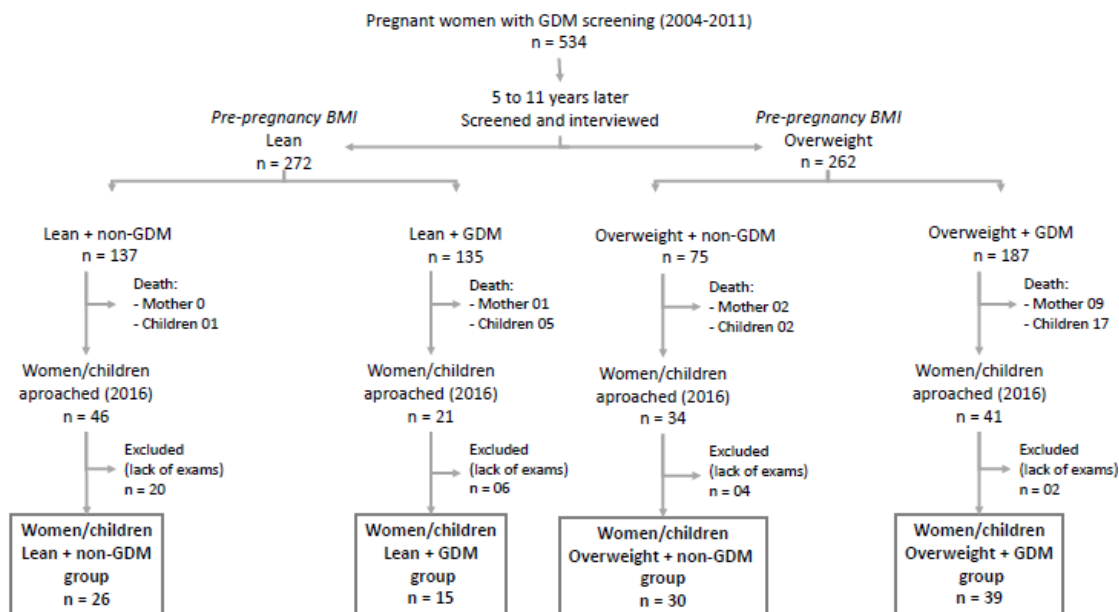 Pregnant women with GDM screening (2004-2011)
n = 534
5 to 11 years later
Screened and interviewed
Pre-pregnancy BMI
Lean
n = 272
Pre-pregnancy BMI
Overweight
n = 262
Lean + non-GDM
n = 137
Death:
- Mother 0
- Children 01
Women/children
aproached (2016)
n = 46
Excluded
(lack of exams)
n = 20
Women/children
Lean + non-GDM
group
n = 26
Lean + GDM
n = 135
Death:
- Mother 01
- Children 05
Women/children
aproached (2016)
n = 21
Excluded
(lack of exams)
n = 06
Women/children
Lean + GDM
group
n = 15
Overweight + non-GDM
n = 75
Death:
- Mother 02
- Children 02
Women/children
aproached (2016)
n = 34
Excluded
(lack of exams)
n = 04
Women/children
Overweight + non-GDM
group
n = 30
Overweight + GDM
n = 187
Death:
- Mother 09
- Children 17
Women/children
aproached (2016)
n = 41
Excluded
(lack of exams)
n = 02
Women/children
Overweight + GDM
group
n = 39